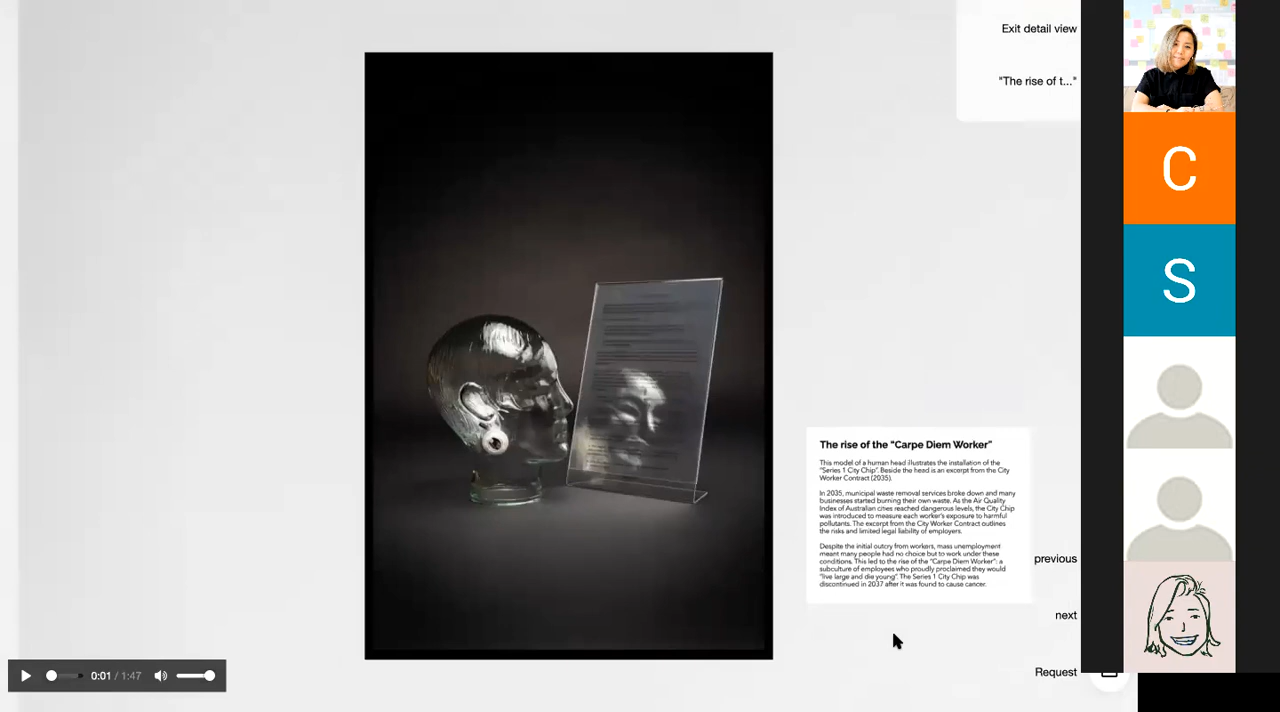 Exit detail view
"The rise of t..."
C
S
The rise of the "Carpe Diem Worker"
This model of a human head illustrates the installation of the
"Series 1 City Chip". Beside the head is an excerpt from the City
Worker Contract (2035).
In 2035, municipal waste removal services broke down and many
businesses started burning their own waste. As the Air Quality
Index of Australian cities reached dangerous levels, the City Chip
was introduced to measure each worker's exposure to harmful
pollutants. The excerpt from the City Worker Contract outlines
the risks and limited legal liability of employers.
Despite the initial outcry from workers, mass unemployment
meant many people had no choice but to work under these
conditions. This led to the rise of the "Carpe Diem Worker": a
subculture of employees who proudly proclaimed they would
"live large and die young". The Series 1 City Chip was
discontinued in 2037 after it was found to cause cancer.
previous
next
Request
0:01 / 1:47